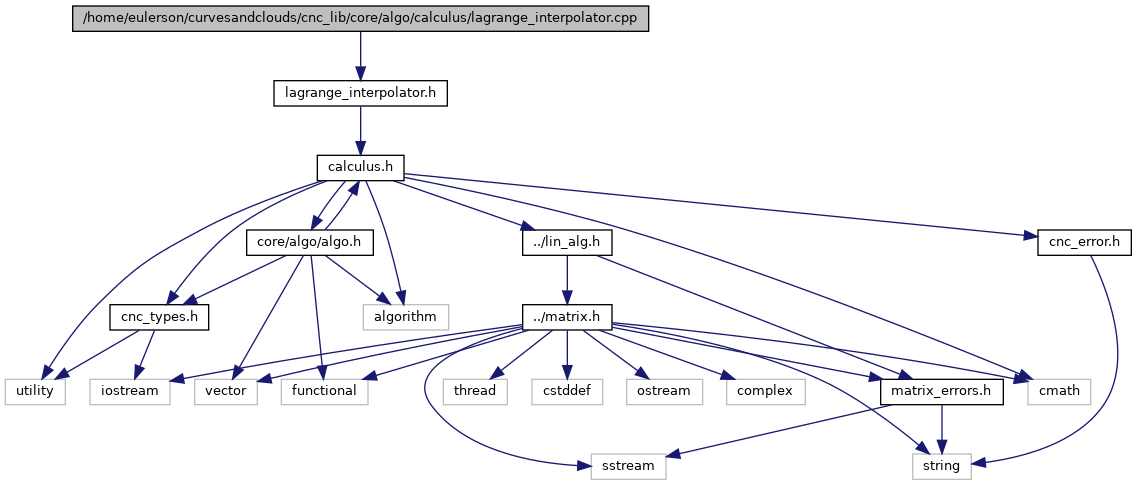 /home/eulerson/curvesandclouds/cnc_lib/core/algo/calculus/lagrange_interpolator.cpp
lagrange_interpolator.h
calculus.h
core/algo/algo.h
../lin_alg.h
cnc_error.h
cnc_types.h
algorithm
../matrix.h
utility
iostream
vector
functional
thread
cstddef
ostream
complex
matrix_errors.h
cmath
sstream
string